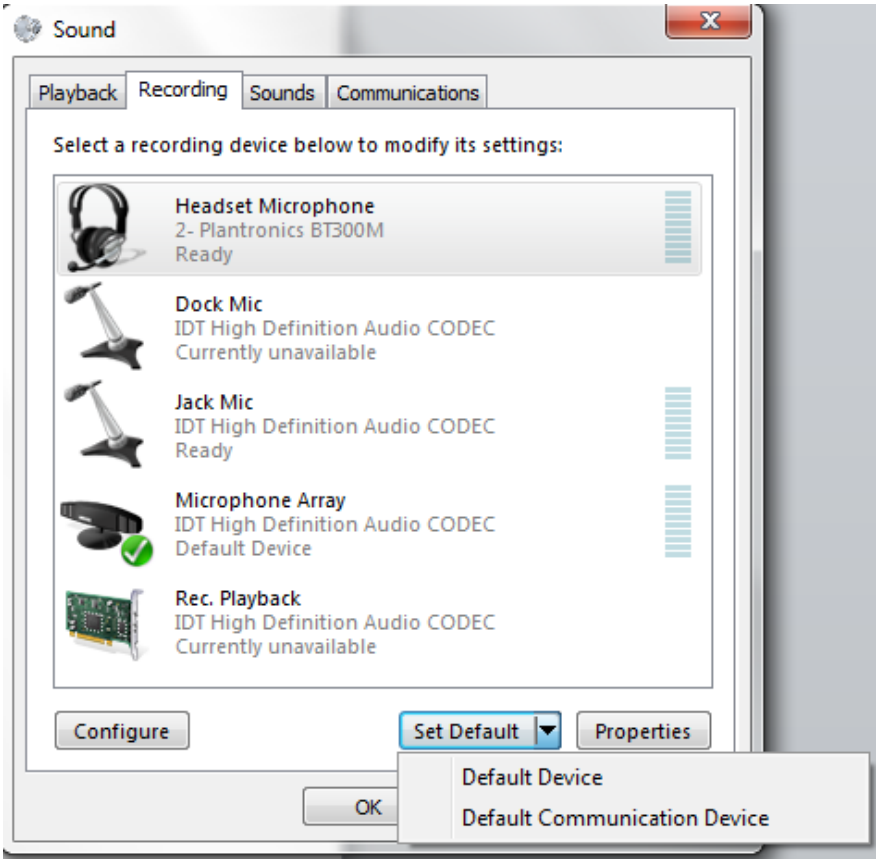 Sound
Playback Recording Sounds Communications
Select a recording device below to modify its settings:
Headset Microphone
2- Plantronics BT300M
Ready
Dock Mic
IDT High Definition Audio CODEC
Currently unavailable
Jack Mic
IDT High Definition Audio CODEC
Ready
Microphone Array
IDT High Definition Audio CODEC
Default Device
Rec. Playback
IDT High Definition Audio CODEC
Currently unavailable
Configure Set Default Properties
Default Device
OK
Default Communication Device